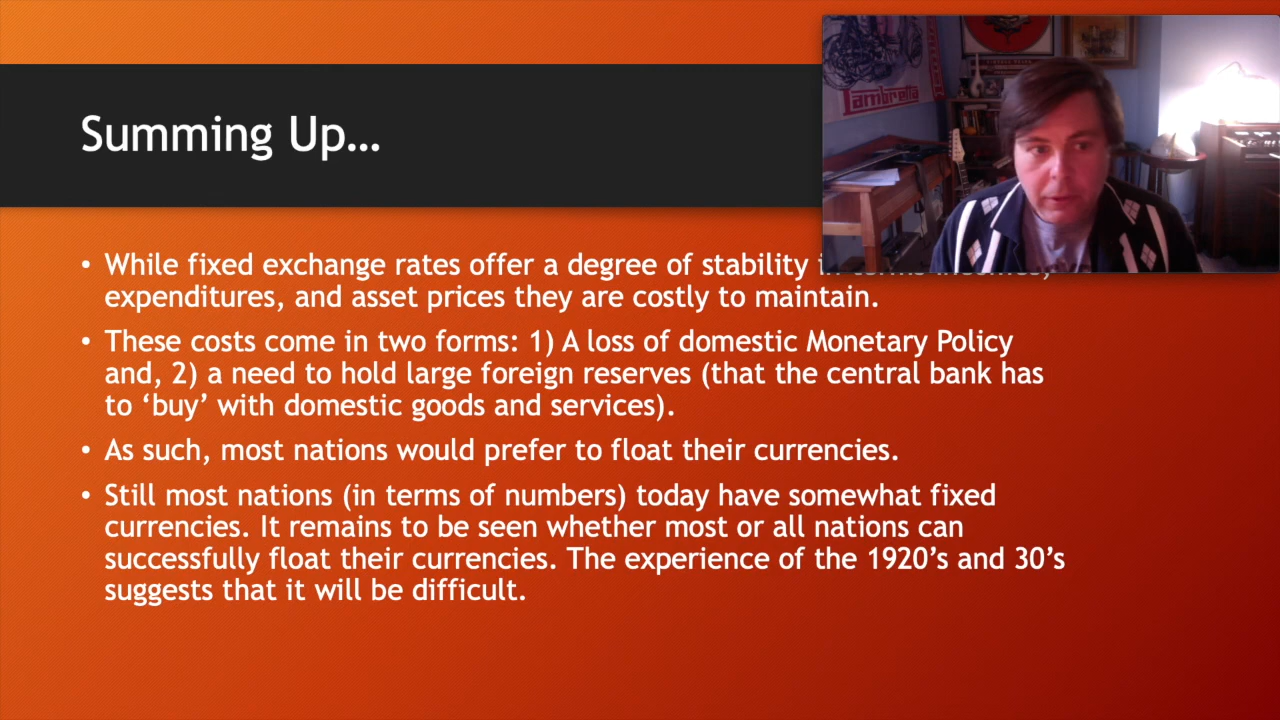 Summing Up...
Lambretta
• While fixed exchange rates offer a degree of stability
expenditures, and asset prices they are costly to maintain.
• These costs come in two forms: 1) A loss of domestic Monetary Policy
and, 2) a need to hold large foreign reserves (that the central bank has
to ‘buy’ with domestic goods and services).
• As such, most nations would prefer to float their currencies.
• Still most nations (in terms of numbers) today have somewhat fixed
currencies. It remains to be seen whether most or all nations can
successfully float their currencies. The experience of the 1920’s and 30’s
suggests that it will be difficult.